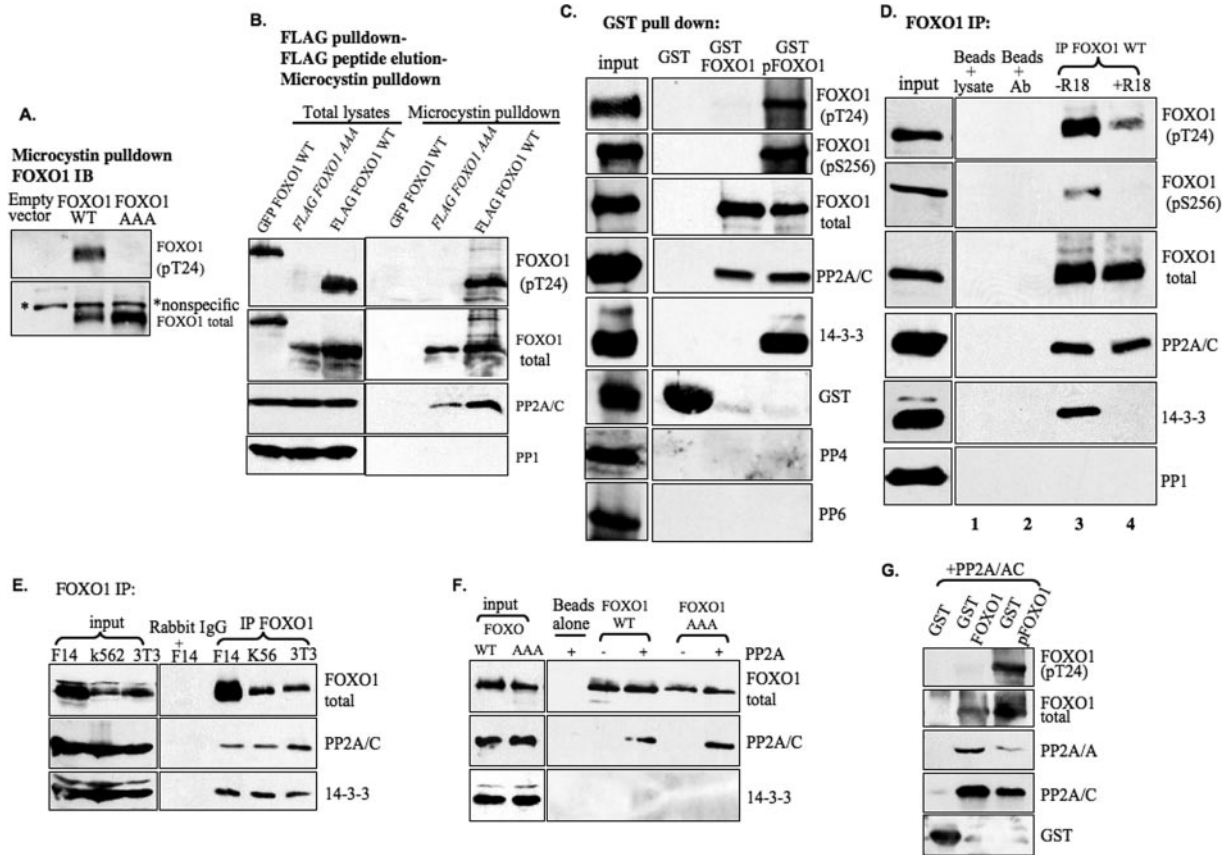 A.
Microcystin pulldown
FOXO1 IB
Empty vector FOXO1 WT FOXO1 AAA
FOXO1 (pT24)
* *nonspecific
FOXO1 total
B.
FLAG pulldown-
FLAG peptide elution-
Microcystin pulldown
Total lysates Microcystin pulldown
GFP FOXO1 WT FLAG FOXO1 AAA FLAG FOXO1 WT GFP FOXO1 WT FLAG FOXO1 AAA FLAG FOXO1 WT
FOXO1
(pT24)
FOXO1
total
PP2A/C
PP1
C.
GST pull down:
input GST GST FOXO1 GST pFOXO1
FOXO1
(pT24)
FOXO1
(pS256)
FOXO1
total
PP2A/C
14-3-3
GST
PP4
PP6
D.
FOXO1 IP:
input Beads + lysate Beads + Ab IP FOXO1 WT
-R18 +R18
FOXO1
(pT24)
FOXO1
(pS256)
FOXO1
total
PP2A/C
14-3-3
PP1
1 2 3 4
E.
FOXO1 IP:
input Rabbit IgG + F14 IP FOXO1
F14 k562 3T3 F14 K56 3T3
FOXO1
total
PP2A/C
14-3-3
F.
input Beads alone FOXO1 WT FOXO1 AAA
FOXO
WT AAA + - + - + PP2A
FOXO1
total
PP2A/C
14-3-3
G.
+PP2A/AC
GST GST FOXO1 GST pFOXO1
FOXO1
(pT24)
FOXO1
total
PP2A/A
PP2A/C
GST